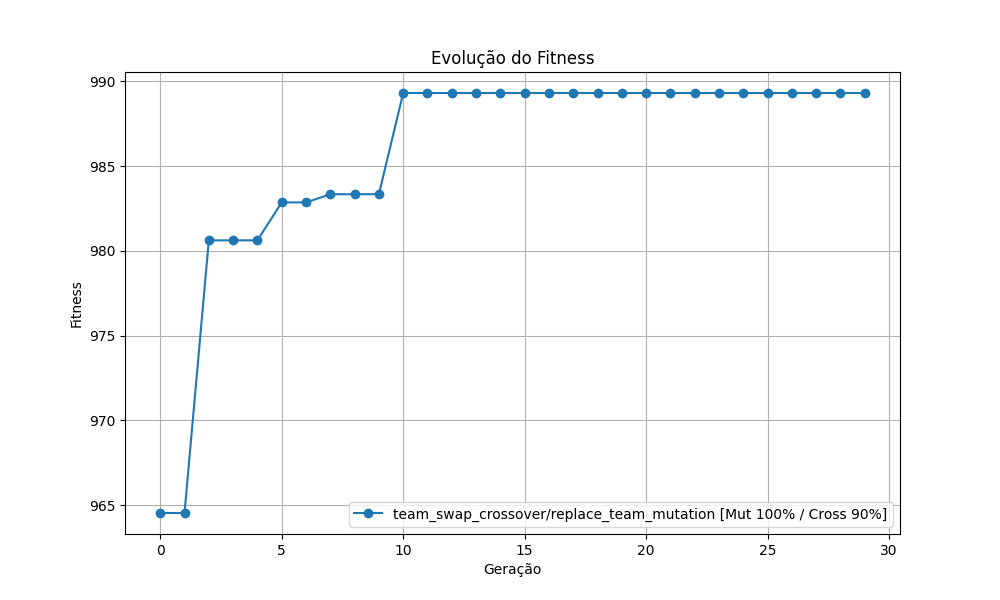 Evolução do Fitness
990
985
980
975
970
965
Fitness
0 5 10 15 20 25 30
Geração
team_swap_crossover/replace_team_mutation [Mut 100% / Cross 90%]